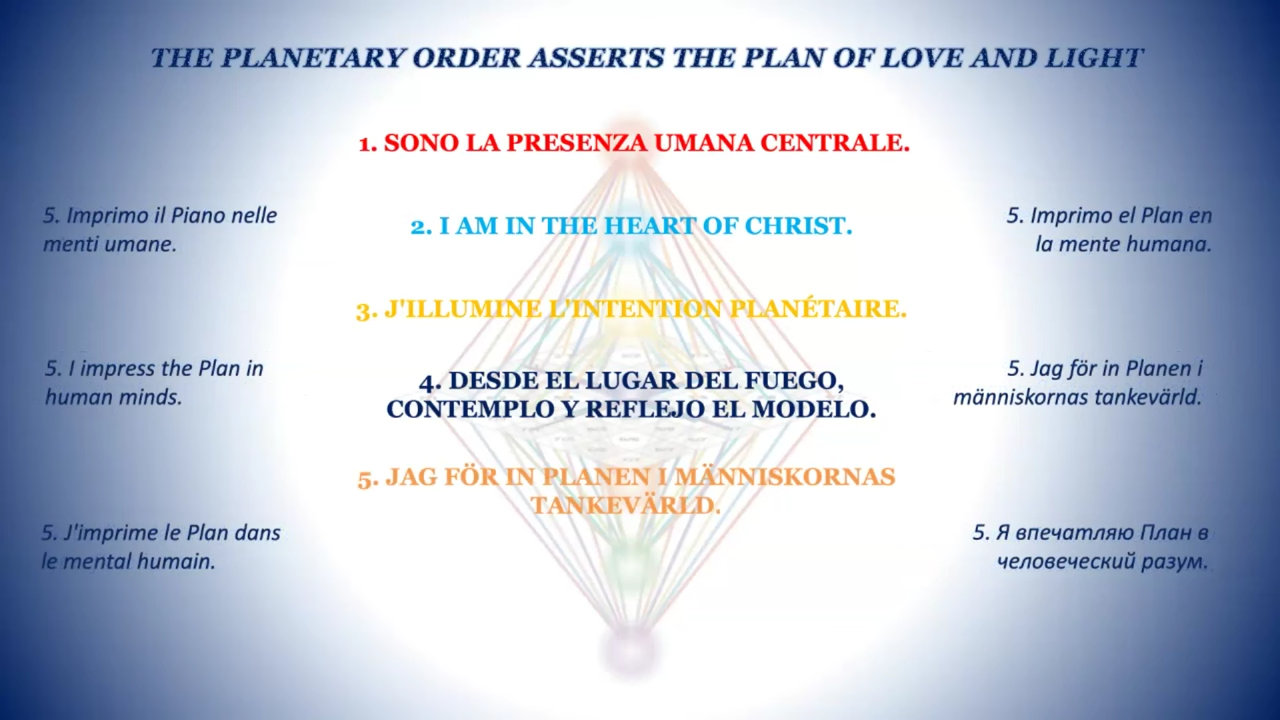 THE PLANETARY ORDER ASSERTS THE PLAN OF LOVE AND LIGHT
1. SONO LA PRESENZA UMANA CENTRALE.
2. I AM IN THE HEART OF CHRIST.
3. J'ILLUMINE L'INTENTION PLANÉTAIRE.
4. DESDE EL LUGAR DEL FUEGO,
CONTEMPLO Y REFLEJO EL MODELO.
5. JAG FÖR IN PLANEN I MÄNNISKORNAS
TANKEVÄRLD.
5. Imprimo il Piano nelle
menti umane.
5. I impress the Plan in
human minds.
5. J'imprime le Plan dans
le mental humain.
5. Imprimo el Plan en
la mente humana.
5. Jag för in Planen i
människornas tankevärld.
5. Я впечатляю План в
человеческий разум.